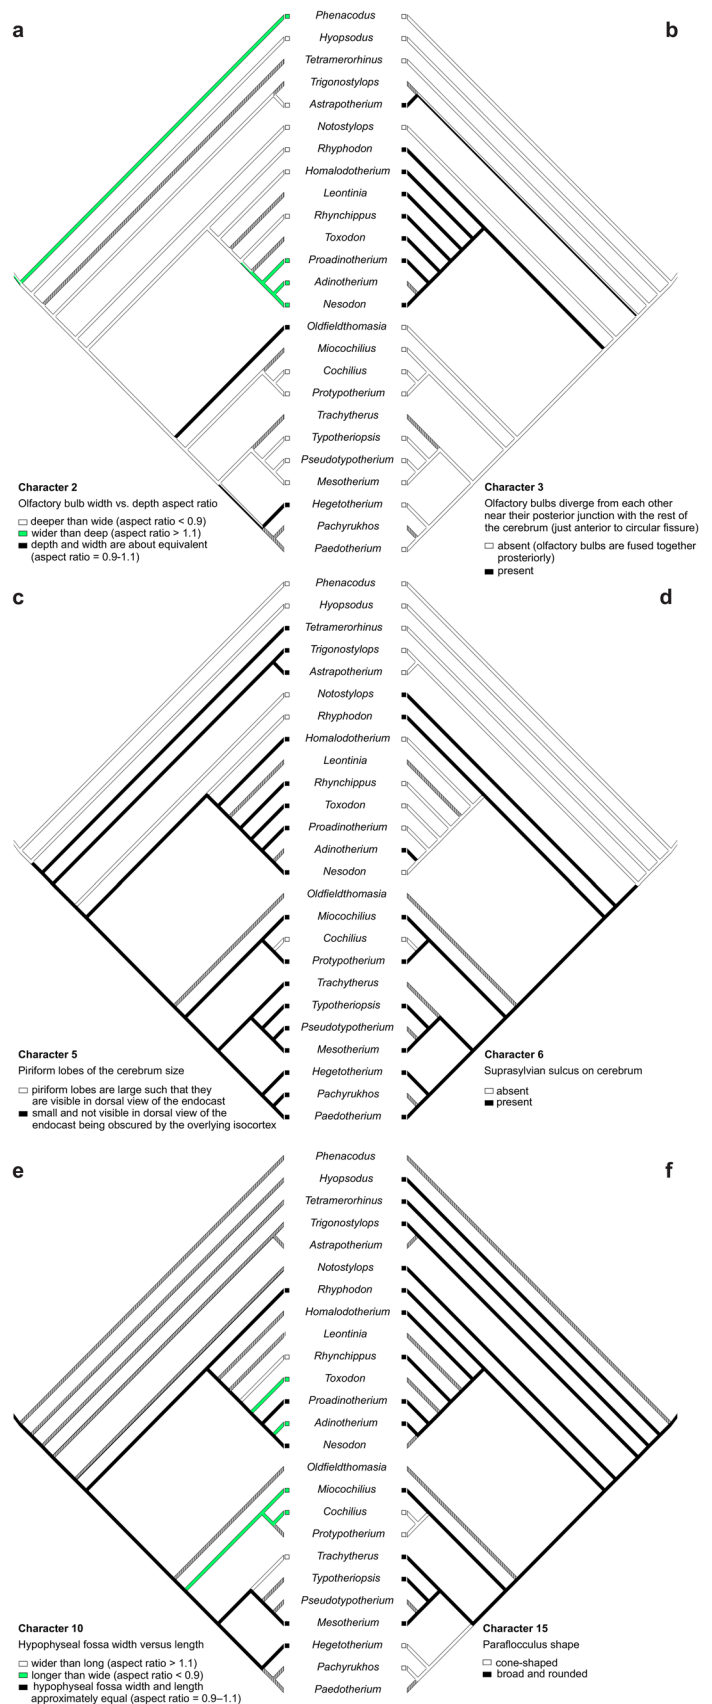 a
b
Phenacodus
Hyopsodus
Tetramerorhinus
Trigonostylops
Astrapotherium
Notostylops
Rhyphodon
Homalodotherium
Leontinia
Rhynchippus
Toxodon
Proadinotherium
Adinotherium
Nesodon
Oldfieldthomasia
Miocochilius
Cochilius
Protypotherium
Trachytherus
Typotheriopsis
Pseudotypotherium
Mesotherium
Hegetotherium
Pachyrukhos
Paedotherium
Character 2
Olfactory bulb width vs. depth aspect ratio
deeper than wide (aspect ratio < 0.9)
wider than deep (aspect ratio > 1.1)
depth and width are about equivalent
(aspect ratio = 0.9-1.1)
Character 3
Olfactory bulbs diverge from each other
near their posterior junction with the rest of
the cerebrum (just anterior to circular fissure)
absent (olfactory bulbs are fused together
prosteriorly)
present
c
d
Phenacodus
Hyopsodus
Tetramerorhinus
Trigonostylops
Astrapotherium
Notostylops
Rhyphodon
Homalodotherium
Leontinia
Rhynchippus
Toxodon
Proadinotherium
Adinotherium
Nesodon
Oldfieldthomasia
Miocochilius
Cochilius
Protypotherium
Trachytherus
Typotheriopsis
Pseudotypotherium
Mesotherium
Hegetotherium
Pachyrukhos
Paedotherium
Character 5
Piriform lobes of the cerebrum size
piriform lobes are large such that they
are visible in dorsal view of the endocast
small and not visible in dorsal view of the
endocast being obscured by the overlying isocortex
Character 6
Suprasylvian sulcus on cerebrum
absent
present
e
f
Phenacodus
Hyopsodus
Tetramerorhinus
Trigonostylops
Astrapotherium
Notostylops
Rhyphodon
Homalodotherium
Leontinia
Rhynchippus
Toxodon
Proadinotherium
Adinotherium
Nesodon
Oldfieldthomasia
Miocochilius
Cochilius
Protypotherium
Trachytherus
Typotheriopsis
Pseudotypotherium
Mesotherium
Hegetotherium
Pachyrukhos
Paedotherium
Character 10
Hypophyseal fossa width versus length
wider than long (aspect ratio > 1.1)
longer than wide (aspect ratio < 0.9)
hypophyseal fossa width and length
approximately equal (aspect ratio = 0.9–1.1)
Character 15
Paraflocculus shape
cone-shaped
broad and rounded